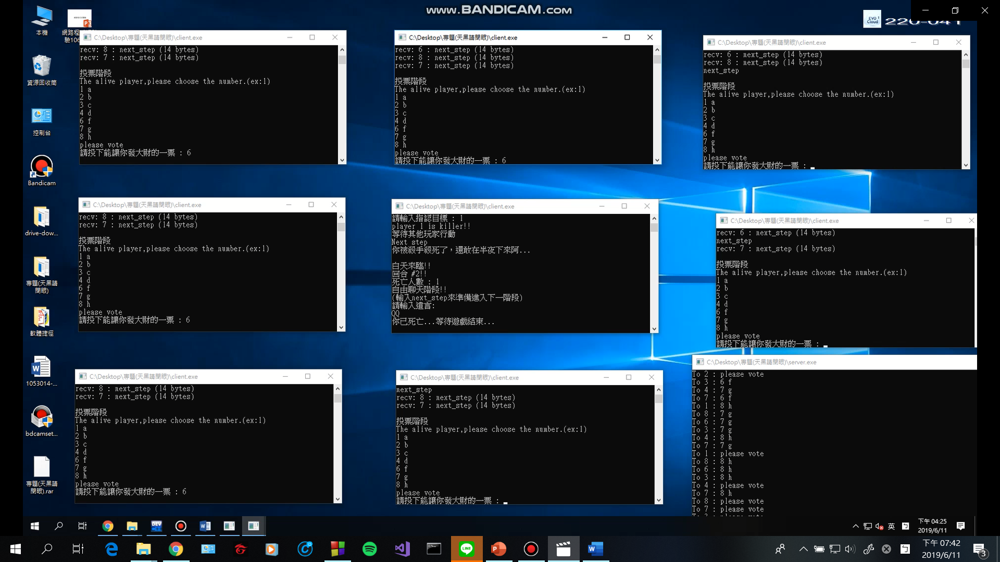 www.BANDICAM.com
本機
網路程
驗106
資源回收筒
控制台
Bandicam
drive-dow...
專題(天黑請
閉眼)
軟體捷徑
1053014-...
bdcamset...
專題(天黑請
閉眼).rar
EVO
Cloud
220-041
C:\Desktop\專題(天黑請閉眼)\client.exe
recv: 8 : next_step (14 bytes)
recv: 7 : next_step (14 bytes)
投票階段
The alive player,please choose the number.(ex:1)
1 a
2 b
3 c
4 d
6 f
7 g
8 h
please vote
請投下能讓你發大財的一票 : 6
C:\Desktop\專題(天黑請閉眼)\client.exe
recv: 6 : next_step (14 bytes)
recv: 8 : next_step (14 bytes)
recv: 7 : next_step (14 bytes)
投票階段
The alive player,please choose the number.(ex:1)
1 a
2 b
3 c
4 d
6 f
7 g
8 h
please vote
請投下能讓你發大財的一票 : 6
C:\Desktop\專題(天黑請閉眼)\client.exe
recv: 6 : next_step (14 bytes)
recv: 8 : next_step (14 bytes)
next_step
投票階段
The alive player,please choose the number.(ex:1)
1 a
2 b
3 c
4 d
6 f
7 g
8 h
please vote
請投下能讓你發大財的一票 :
C:\Desktop\專題(天黑請閉眼)\client.exe
recv: 8 : next_step (14 bytes)
recv: 7 : next_step (14 bytes)
投票階段
The alive player,please choose the number.(ex:1)
1 a
2 b
3 c
4 d
6 f
7 g
8 h
please vote
請投下能讓你發大財的一票 : 6
C:\Desktop\專題(天黑請閉眼)\client.exe
請輸入指認目標 : 1
player 1 is killer!!
等待其他玩家行動
Next step
你被殺手殺死了，還敢在半夜下來阿...
白天來臨!!
回合 #2!!
死亡人數 : 1
自由聊天階段!!
(輸入next_step來準備進入下一階段)
請輸入遺言:
QQ
你已死亡...等待遊戲結束...
C:\Desktop\專題(天黑請閉眼)\client.exe
recv: 6 : next_step (14 bytes)
next_step
recv: 7 : next_step (14 bytes)
投票階段
The alive player,please choose the number.(ex:1)
1 a
2 b
3 c
4 d
6 f
7 g
8 h
please vote
請投下能讓你發大財的一票 :
C:\Desktop\專題(天黑請閉眼)\client.exe
recv: 8 : next_step (14 bytes)
recv: 7 : next_step (14 bytes)
投票階段
The alive player,please choose the number.(ex:1)
1 a
2 b
3 c
4 d
6 f
7 g
8 h
please vote
請投下能讓你發大財的一票 : 6
C:\Desktop\專題(天黑請閉眼)\client.exe
next_step
recv: 8 : next_step (14 bytes)
recv: 7 : next_step (14 bytes)
投票階段
The alive player,please choose the number.(ex:1)
1 a
2 b
3 c
4 d
6 f
7 g
8 h
please vote
請投下能讓你發大財的一票 :
C:\Desktop\專題(天黑請閉眼)\server.exe
To 2 : please vote
To 3 : 6 f
To 4 : 7 g
To 7 : 6 f
To 1 : 8 h
To 8 : 7 g
To 6 : 7 g
To 3 : 7 g
To 4 : 8 h
To 7 : 7 g
To 1 : please vote
To 8 : 8 h
To 6 : 8 h
To 3 : 8 h
To 4 : please vote
To 7 : 8 h
To 8 : please vote
To 7 : please vote
DEV
英
下午 04:25
2019/6/11
LINE
下午 07:42
2019/6/11
3